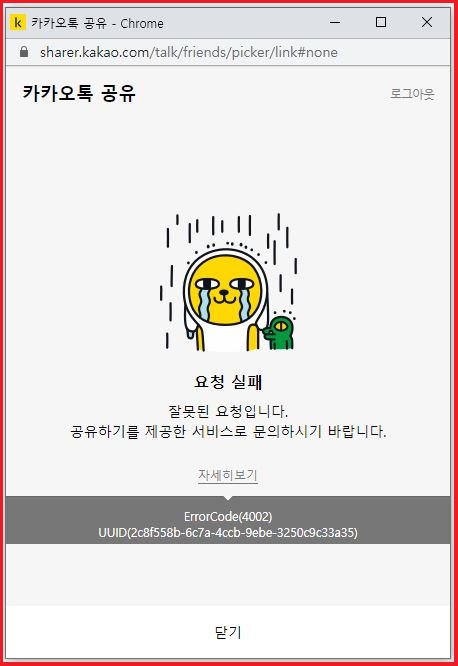 카카오톡 공유 - Chrome
sharer.kakao.com/talk/friends/picker/link#none
카카오톡 공유
로그아웃
요청 실패
잘못된 요청입니다.
공유하기를 제공한 서비스로 문의하시기 바랍니다.
자세히보기
ErrorCode(4002)
UUID(2c8f558b-6c7a-4ccb-9ebe-3250c9c33a35)
닫기